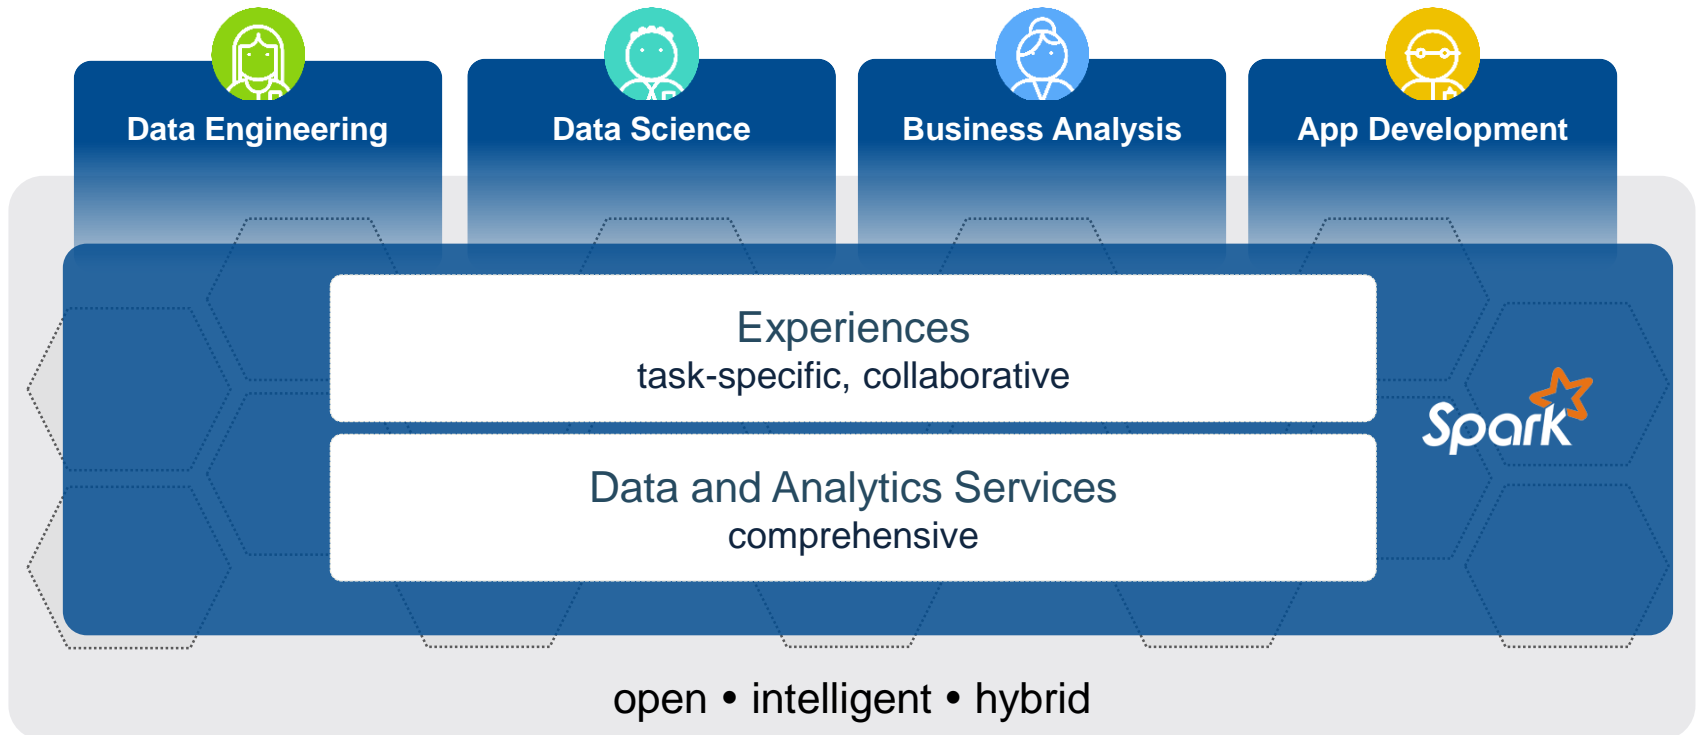 Data Engineering
Data Science
Business Analysis
App Development
Experiences
task-specific, collaborative
Spark
Data and Analytics Services
comprehensive
open • intelligent • hybrid